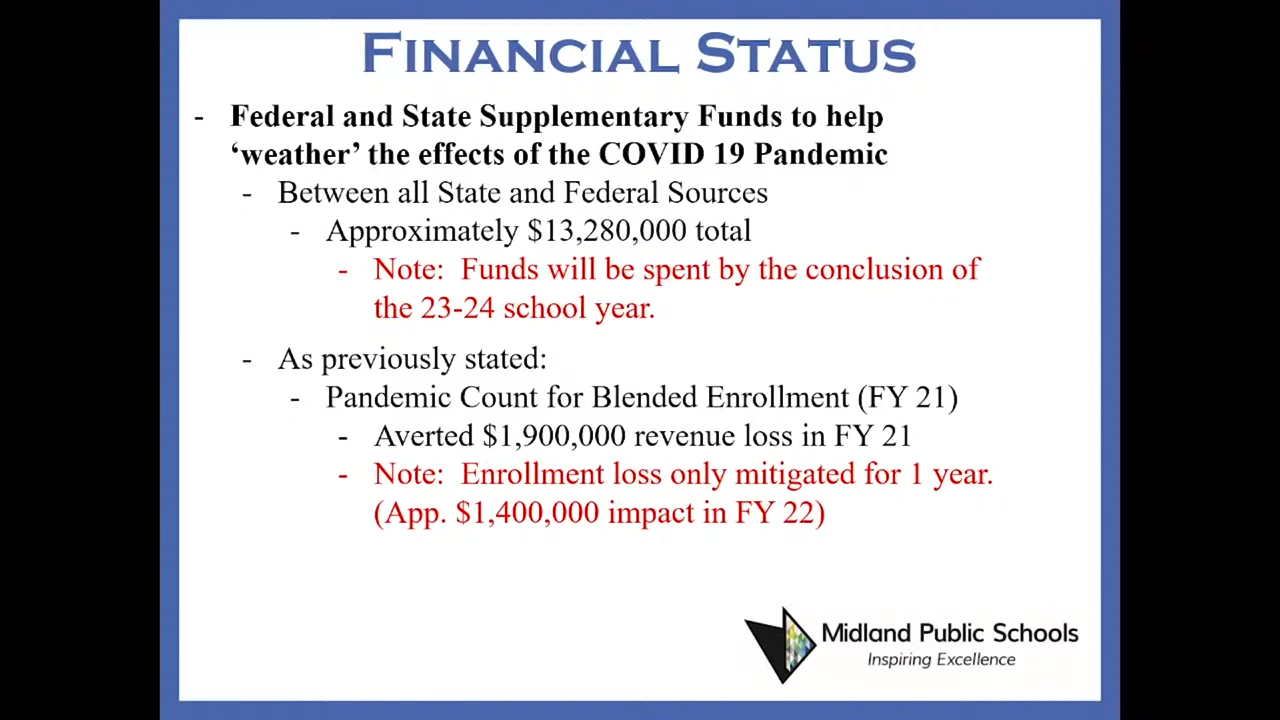 FINANCIAL STATUS
- Federal and State Supplementary Funds to help
‘weather’ the effects of the COVID 19 Pandemic
- Between all State and Federal Sources
- Approximately $13,280,000 total
- Note: Funds will be spent by the conclusion of
the 23-24 school year.
- As previously stated:
- Pandemic Count for Blended Enrollment (FY 21)
- Averted $1,900,000 revenue loss in FY 21
- Note: Enrollment loss only mitigated for 1 year.
(App. $1,400,000 impact in FY 22)
Midland Public Schools
Inspiring Excellence